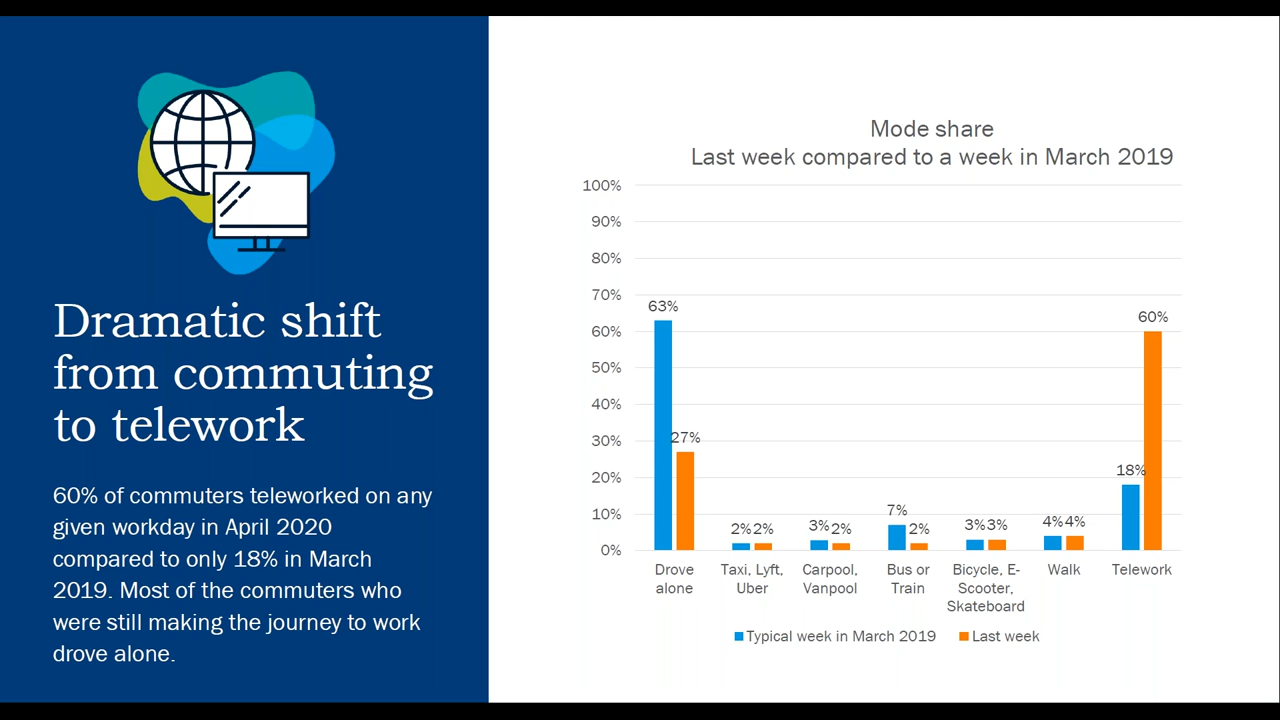 Dramatic shift
from commuting
to telework
60% of commuters teleworked on any
given workday in April 2020
compared to only 18% in March
2019. Most of the commuters who
were still making the journey to work
drove alone.
Mode share
Last week compared to a week in March 2019
100%
90%
80%
70%
60%
50%
40%
30%
20%
10%
0%
63%
27%
2% 2%
3% 2%
7%
2%
3% 3%
4% 4%
18%
60%
Drove
alone
Taxi, Lyft,
Uber
Carpool,
Vanpool
Bus or
Train
Bicycle, E-
Scooter,
Skateboard
Walk
Telework
Typical week in March 2019
Last week